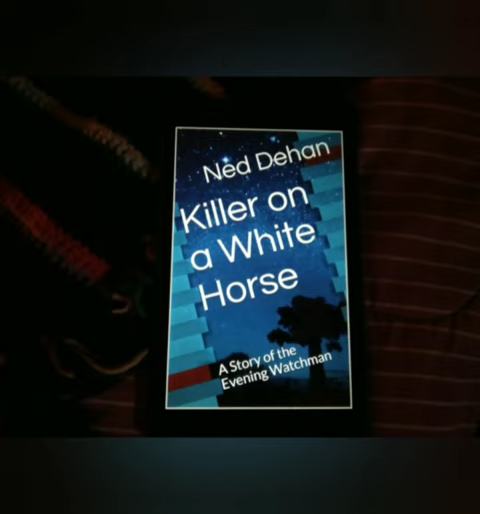 Ned Dehan
Killer on
a White
Horse
A Story of the
Evening Watchman